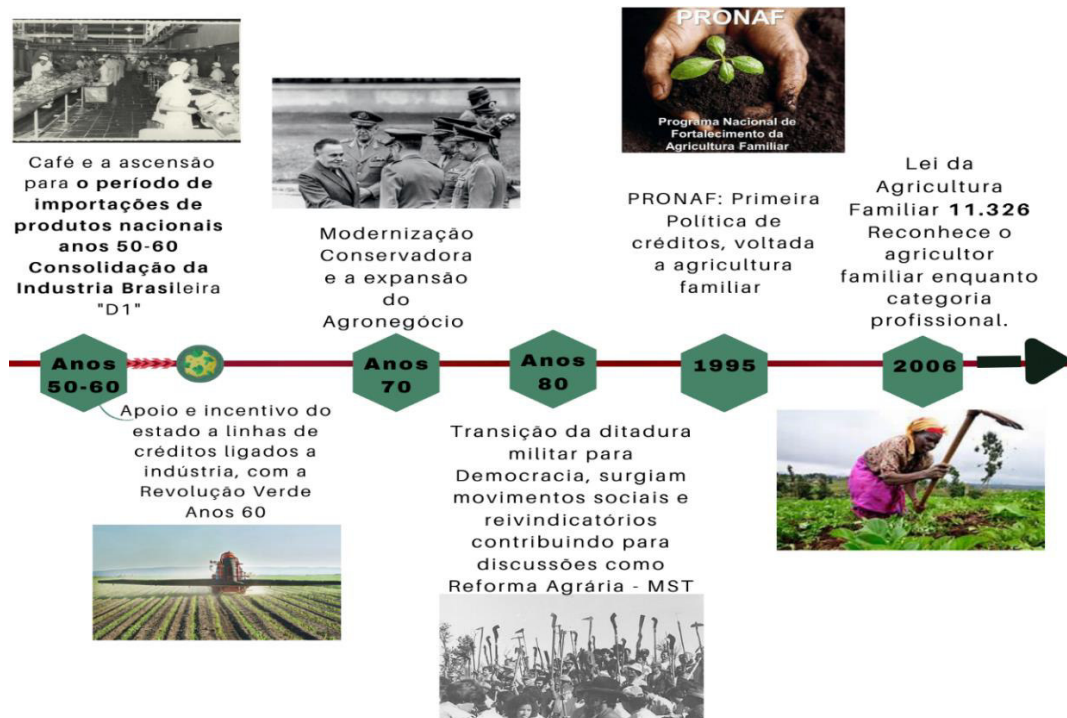 Café e a ascensão
para o período de
importações de
produtos nacionais
anos 50-60
Consolidação da
Industria Brasileira
"D1"
Modernização
Conservadora
e a expansão
do
Agronegócio
PRONAF
Programa Nacional de
Fortalecimento da
Agricultura Familiar
PRONAF: Primeira
Política de
créditos, voltada
a agricultura
familiar
Lei da
Agricultura
Familiar 11.326
Reconhece o
agricultor
familiar enquanto
categoria
profissional.
Anos
50-60
Anos
70
Anos
80
1995
2006
Apoio e incentivo do
estado a linhas de
créditos ligados a
indústria, com a
Revolução Verde
Anos 60
Transição da ditadura
militar para
Democracia, surgiam
movimentos sociais e
reivindicatórios
contribuindo para
discussões como
Reforma Agrária - MST